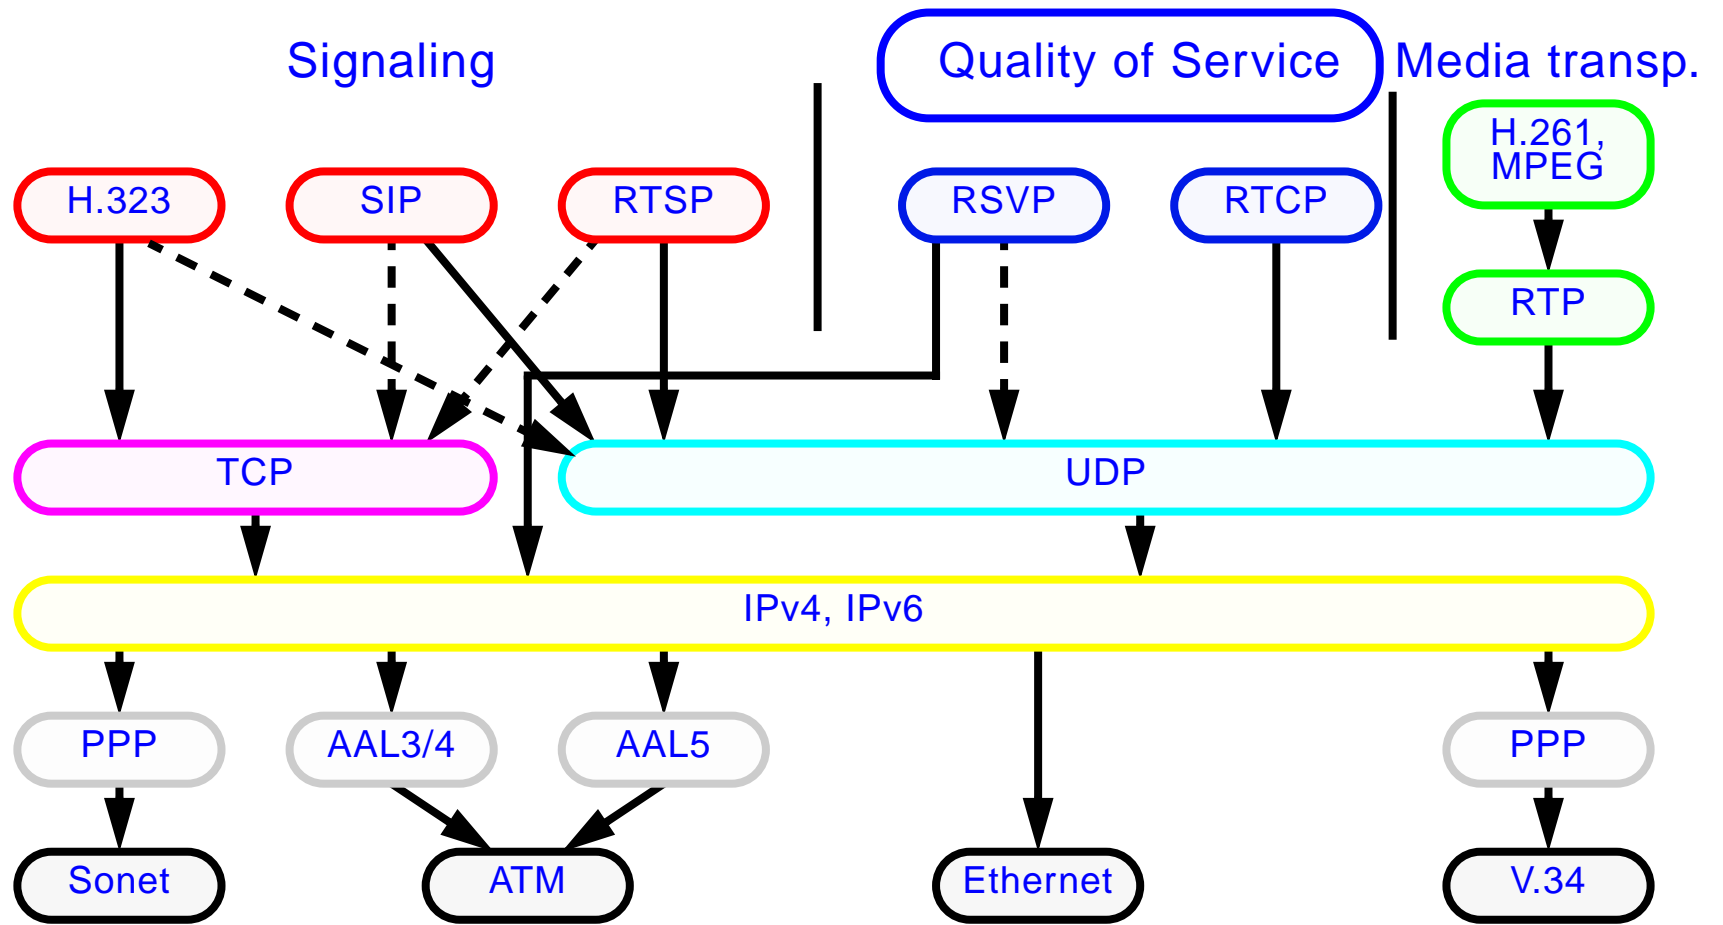 Signaling
Quality of Service
Media transp.
H.261,
MPEG
H.323
SIP
RTSP
RSVP
RTCP
RTP
TCP
UDP
IPv4, IPv6
PPP
AAL3/4
AAL5
PPP
Sonet
ATM
Ethernet
V.34